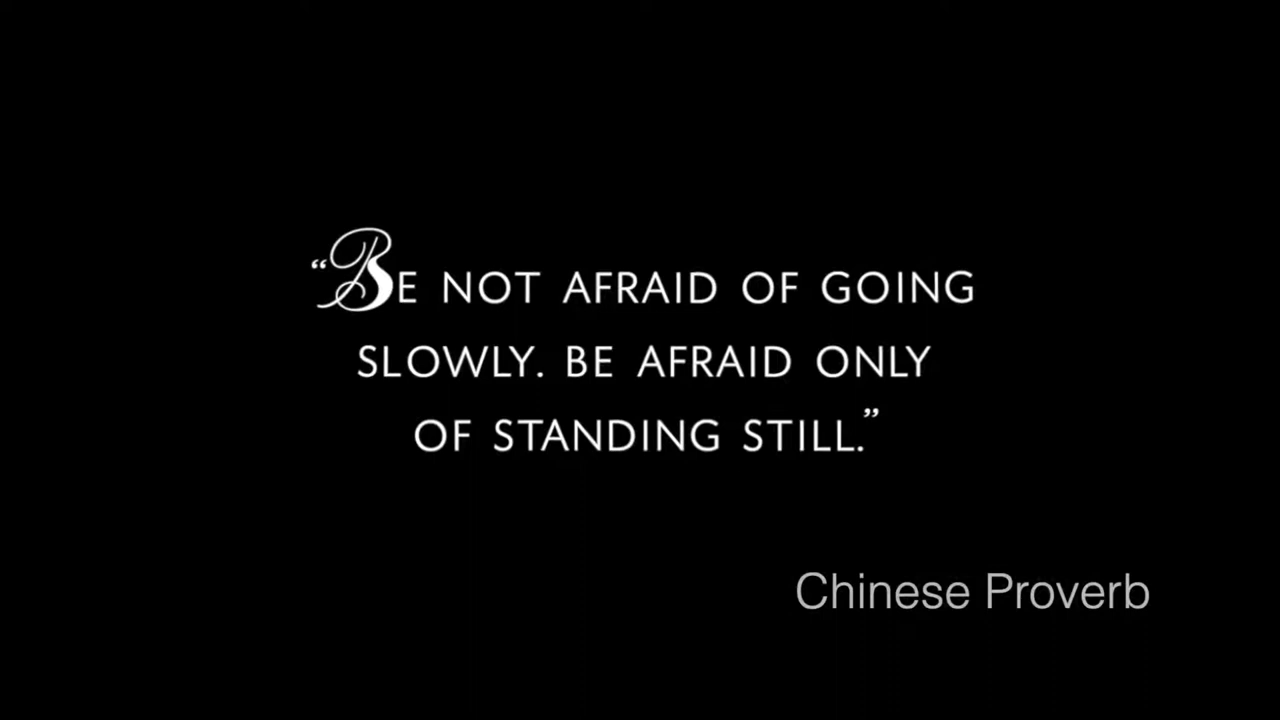 “BE NOT AFRAID OF GOING
SLOWLY. BE AFRAID ONLY
OF STANDING STILL.”
Chinese Proverb